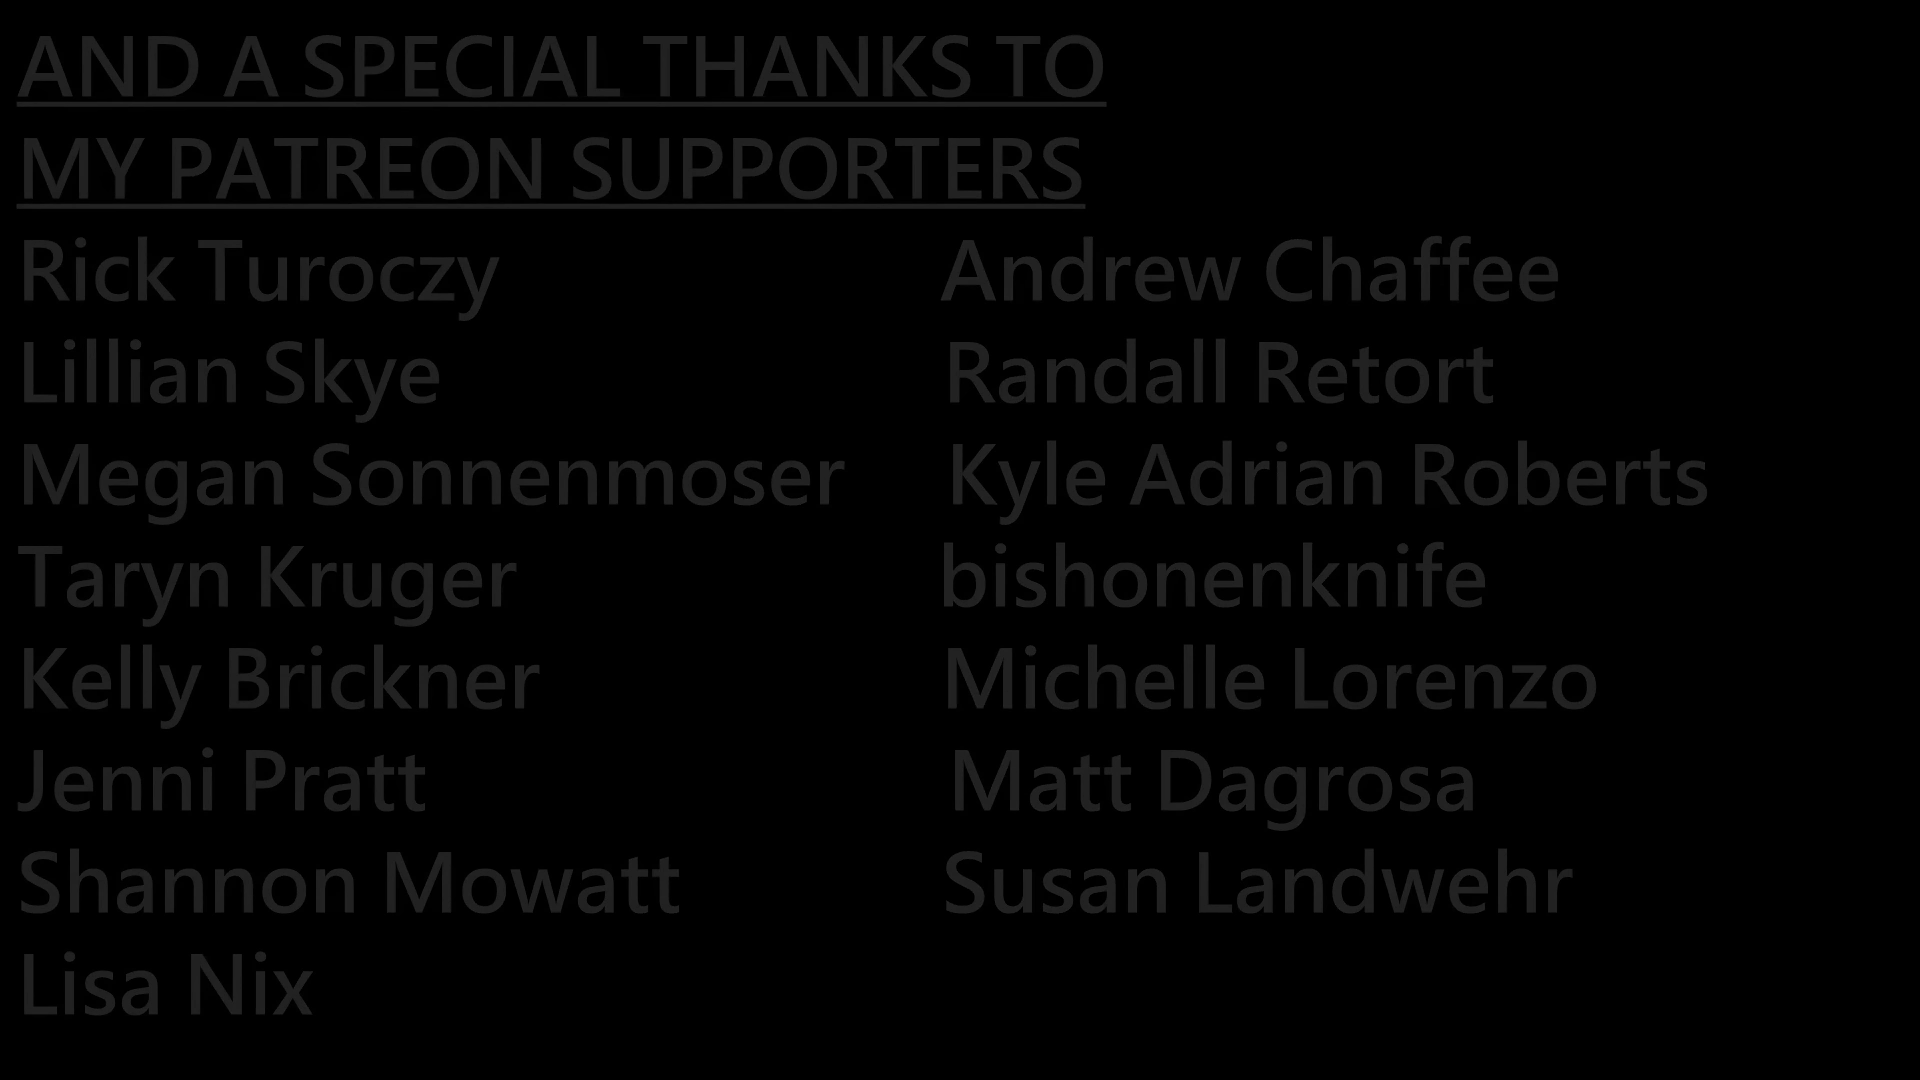 AND A SPECIAL THANKS TO
MY PATREON SUPPORTERS
Rick Turoczy
Lillian Skye
Megan Sonnenmoser
Taryn Kruger
Kelly Brickner
Jenni Pratt
Shannon Mowatt
Lisa Nix
Andrew Chaffee
Randall Retort
Kyle Adrian Roberts
bishonenknife
Michelle Lorenzo
Matt Dagrosa
Susan Landwehr